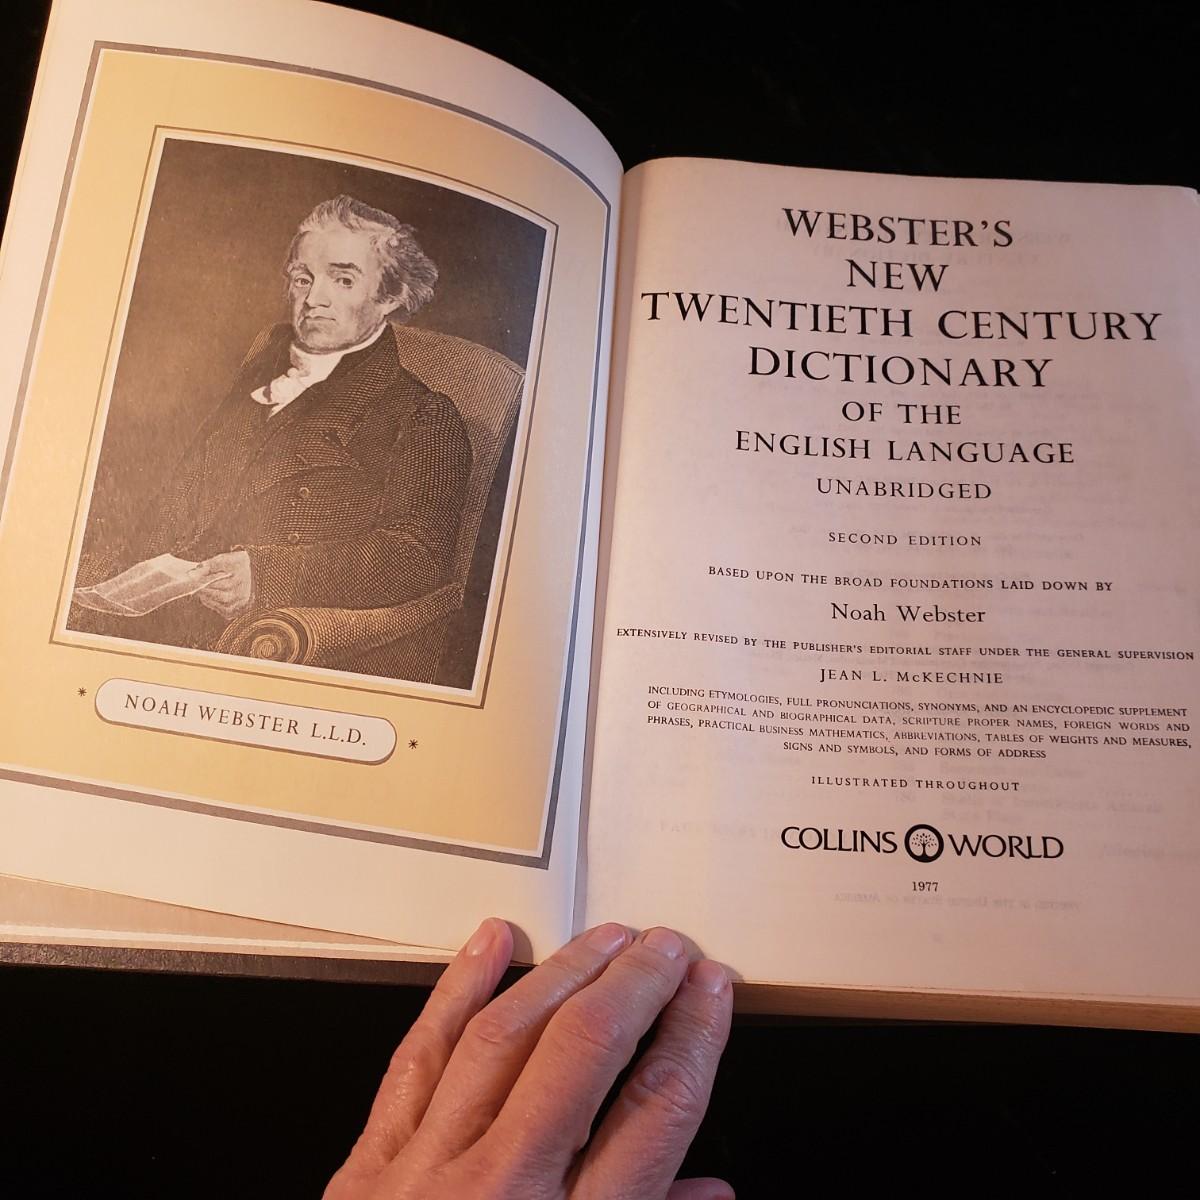 NOAH WEBSTER L.L.D.
WEBSTER'S
NEW
TWENTIETH CENTURY
DICTIONARY
OF THE
ENGLISH LANGUAGE
UNABRIDGED
SECOND EDITION
BASED UPON THE BROAD FOUNDATIONS LAID DOWN BY
Noah Webster
EXTENSIVELY REVISED BY THE PUBLISHER'S EDITORIAL STAFF UNDER THE GENERAL SUPERVISION
JEAN L. McKECHNIE
INCLUDING ETYMOLOGIES, FULL PRONUNCIATIONS, SYNONYMS, AND AN ENCYCLOPEDIC SUPPLEMENT
OF GEOGRAPHICAL AND BIOGRAPHICAL DATA, SCRIPTURE PROPER NAMES, FOREIGN WORDS AND
PHRASES, PRACTICAL BUSINESS MATHEMATICS, ABBREVIATIONS, TABLES OF WEIGHTS AND MEASURES,
SIGNS AND SYMBOLS, AND FORMS OF ADDRESS
ILLUSTRATED THROUGHOUT
COLLINS WORLD
1977